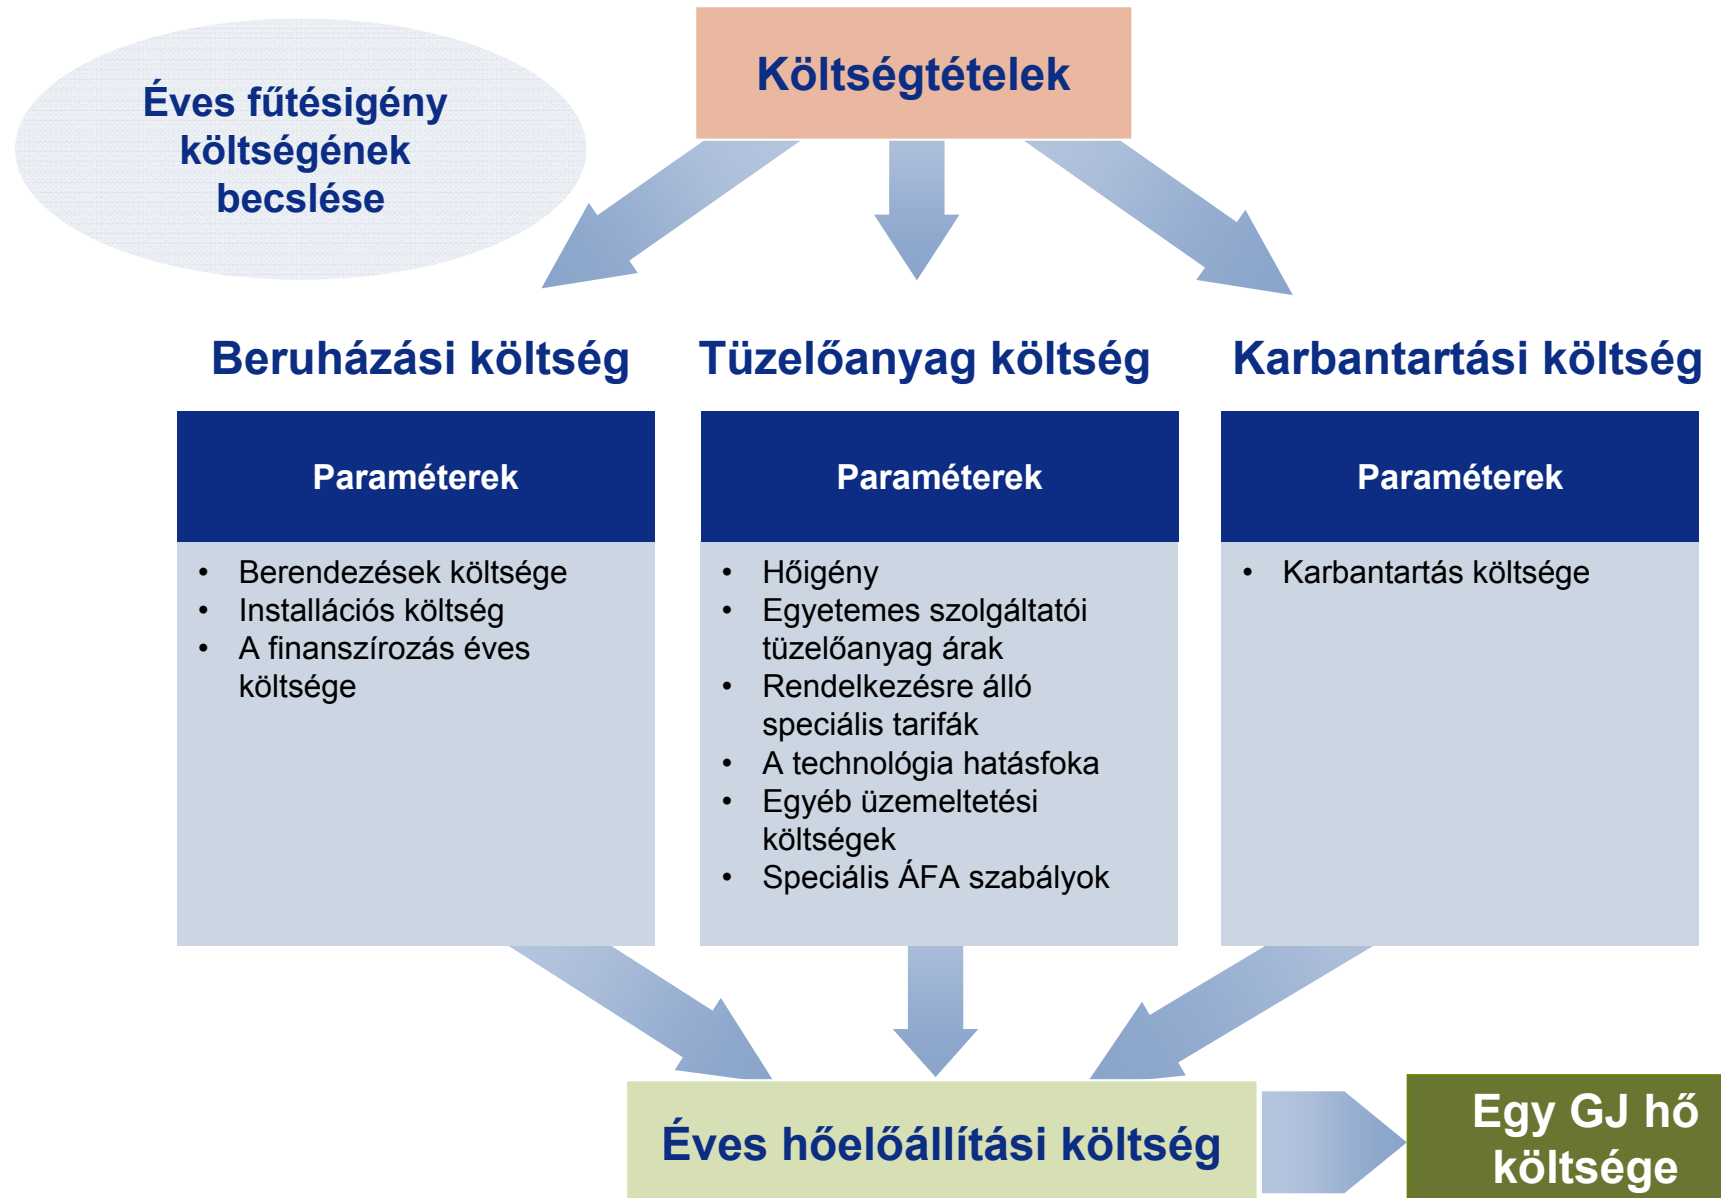 Éves fűtésigény
költségének
becslése
Költségtételek
Beruházási költség
Tüzelőanyag költség
Karbantartási költség
Paraméterek
• Berendezések költsége
• Installációs költség
• A finanszírozás éves
költsége
Paraméterek
• Hőigény
• Egyetemes szolgáltatói
tüzelőanyag árak
• Rendelkezésre álló
speciális tarifák
• A technológia hatásfoka
• Egyéb üzemeltetési
költségek
• Speciális ÁFA szabályok
Paraméterek
• Karbantartás költsége
Éves hőelőállítási költség
Egy GJ hő
költsége